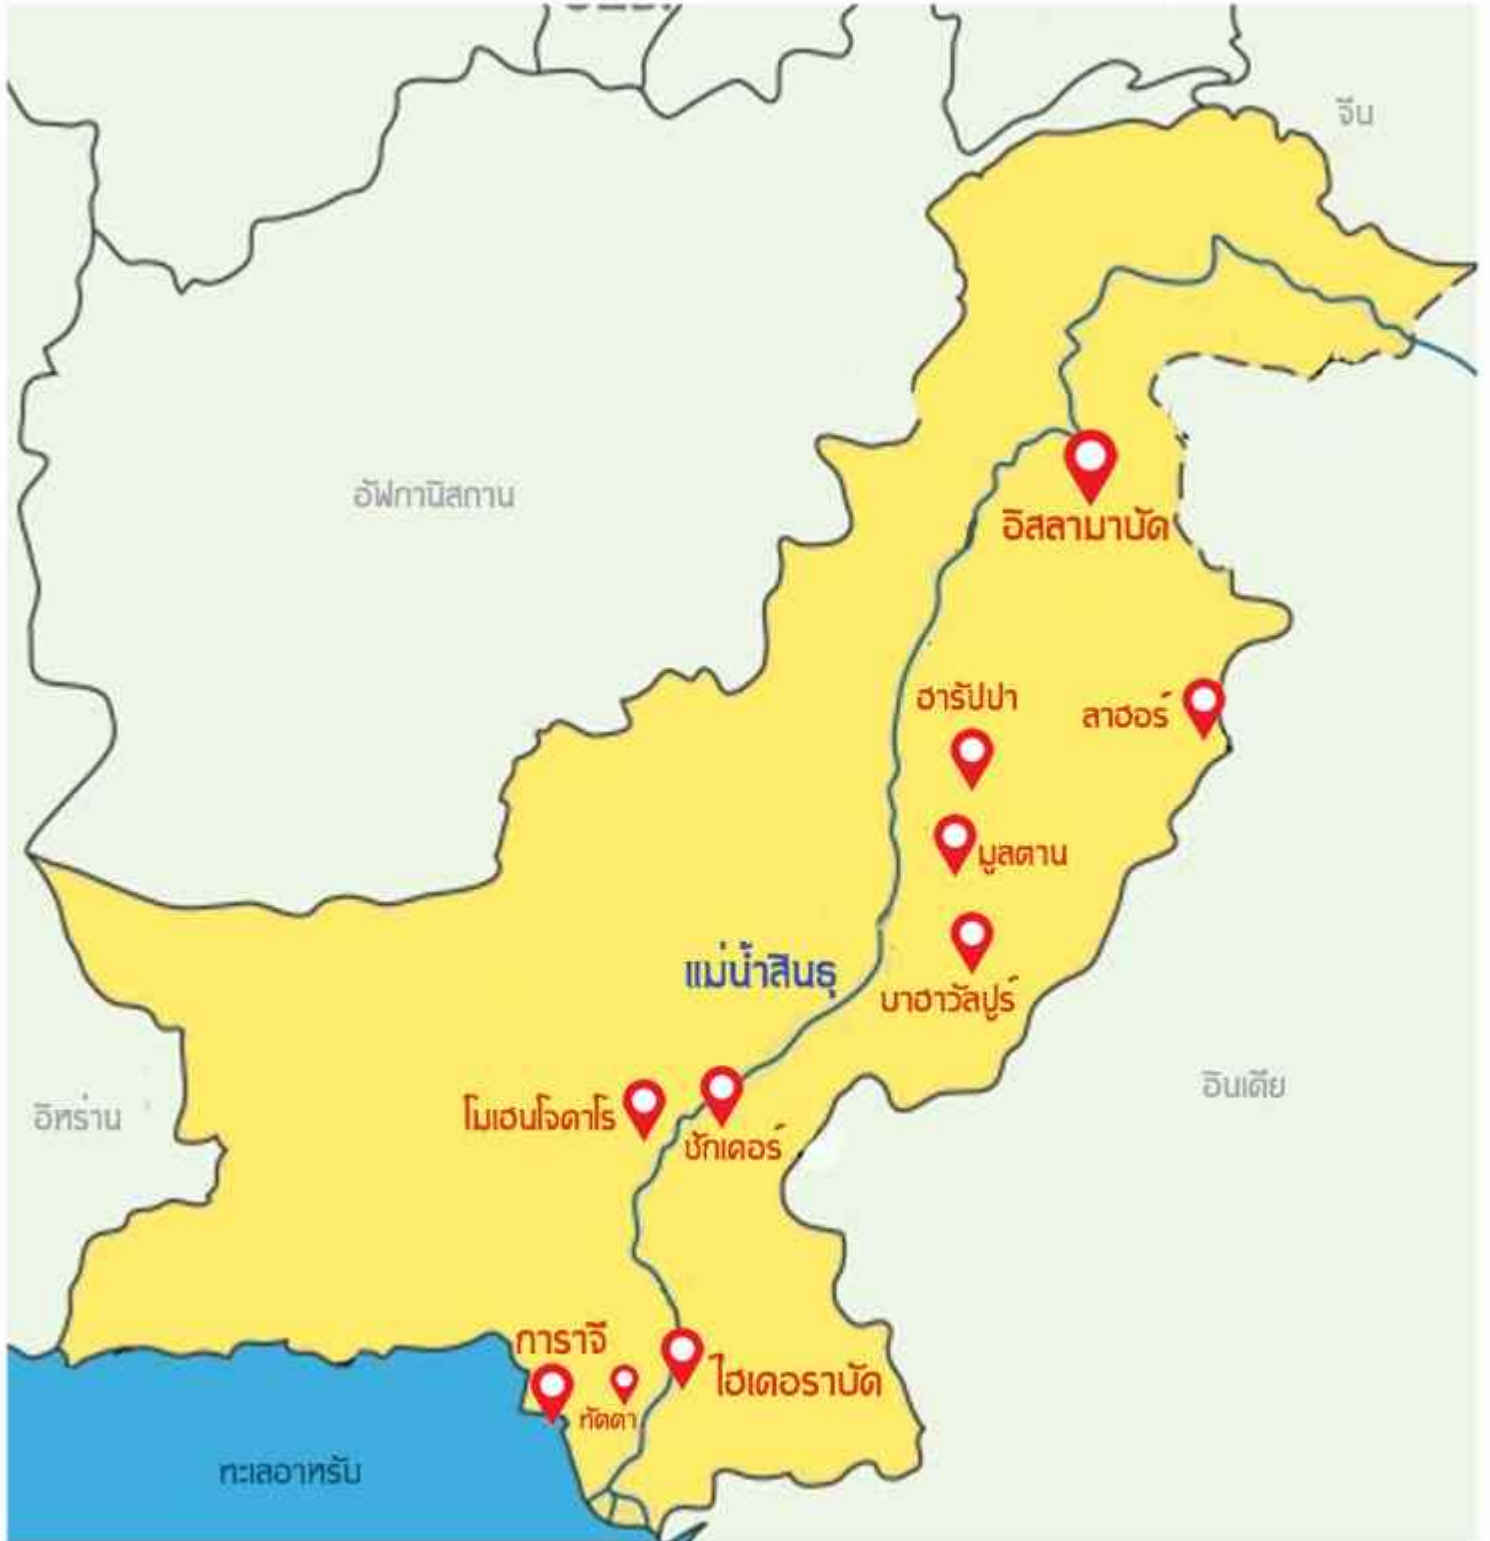 จีน
อัฟกานิสถาน
อิสลามาบัด
ฮารัปปา
ลาฮอร์
มูลตาน
แม่น้ำสินธุ
บาฮาวัลปูร์
อินเดีย
อิหร่าน
โมเฮนโจดาโร
ชักเคอร์
การาจี
ไฮเดอราบัด
ทัตตา
ทะเลอาหรับ